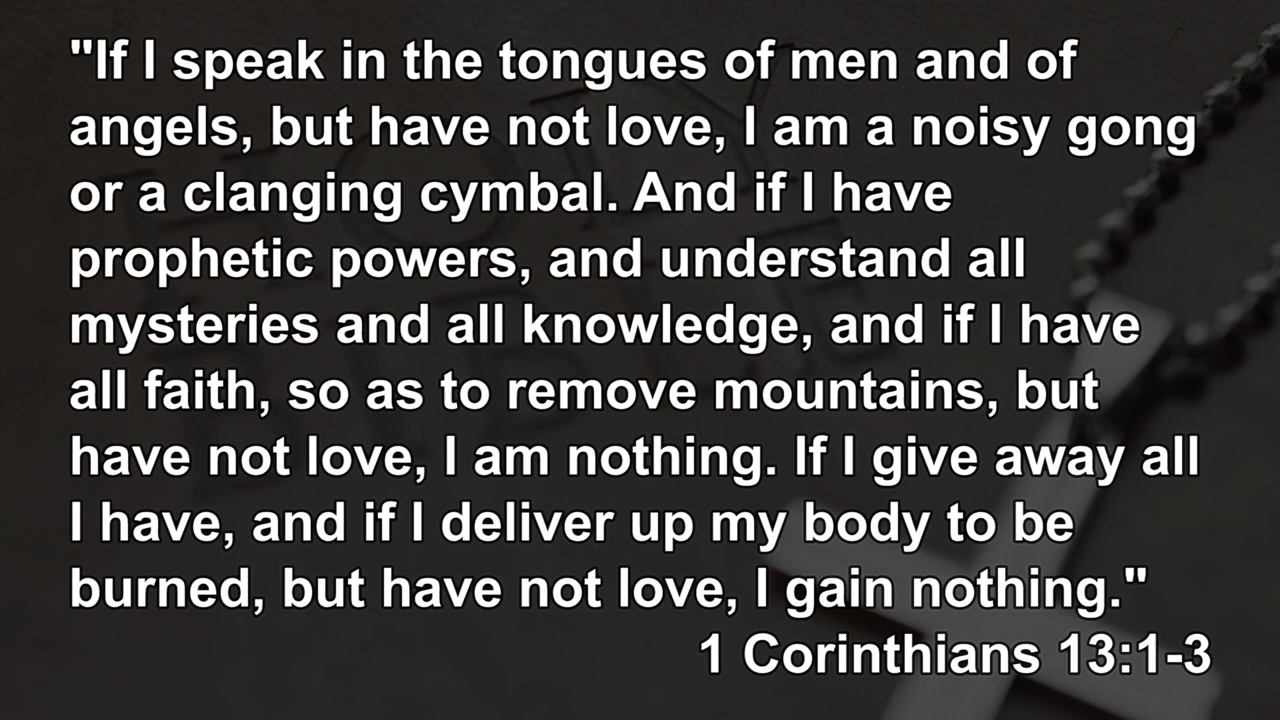 "If I speak in the tongues of men and of
angels, but have not love, I am a noisy gong
or a clanging cymbal. And if I have
prophetic powers, and understand all
mysteries and all knowledge, and if I have
all faith, so as to remove mountains, but
have not love, I am nothing. If I give away all
I have, and if I deliver up my body to be
burned, but have not love, I gain nothing."
1 Corinthians 13:1-3
HOLY
BIBLE